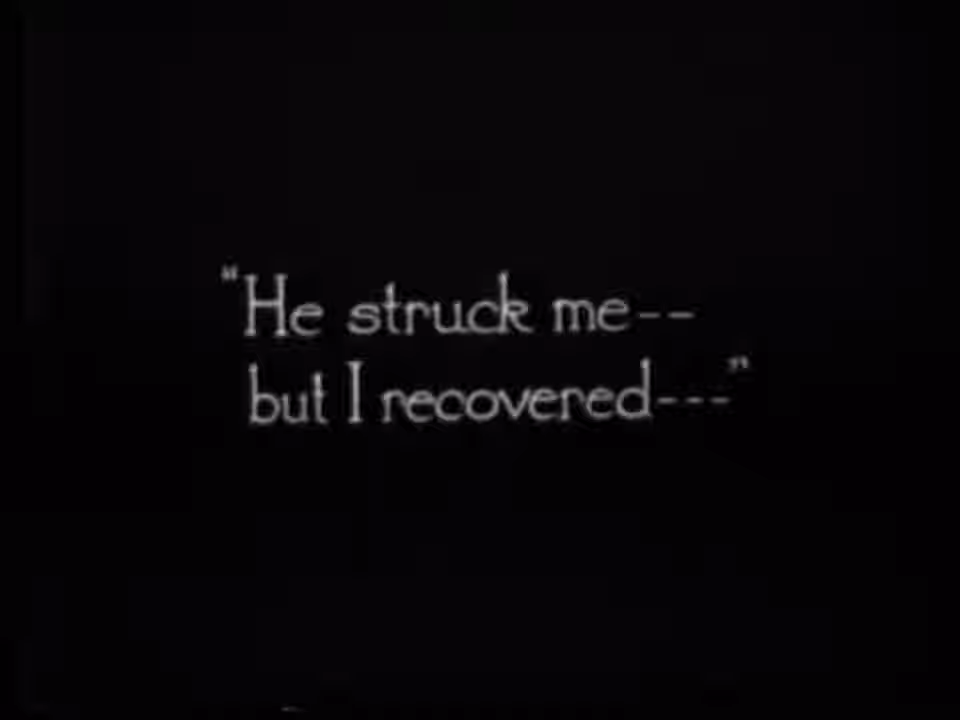 “He struck me--
but I recovered---”